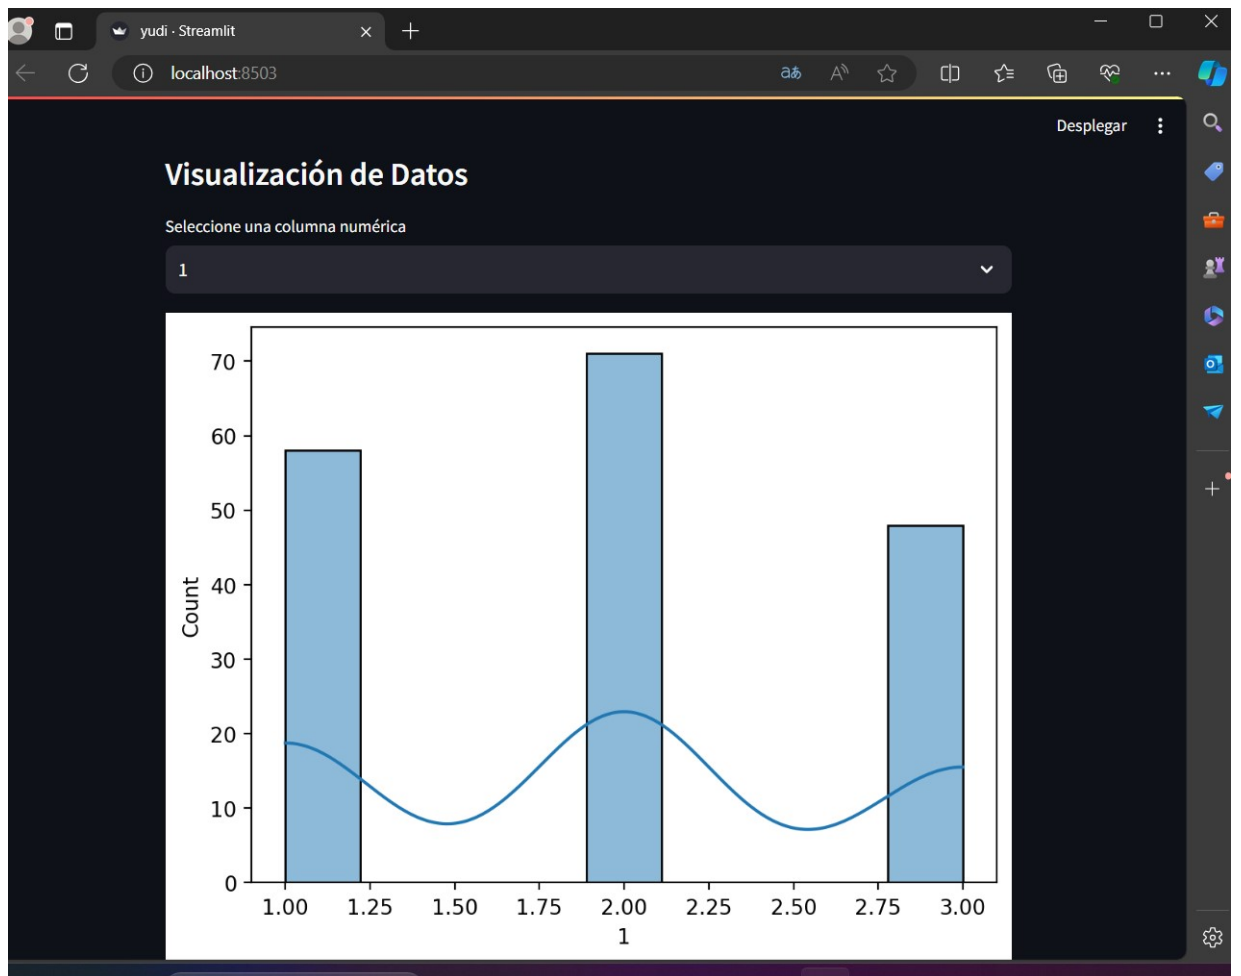 yudi · Streamlit
localhost:8503
Desplegar
Visualización de Datos
Seleccione una columna numérica
1
70
60
50
40
30
20
10
0
Count
1.00 1.25 1.50 1.75 2.00 2.25 2.50 2.75 3.00
1